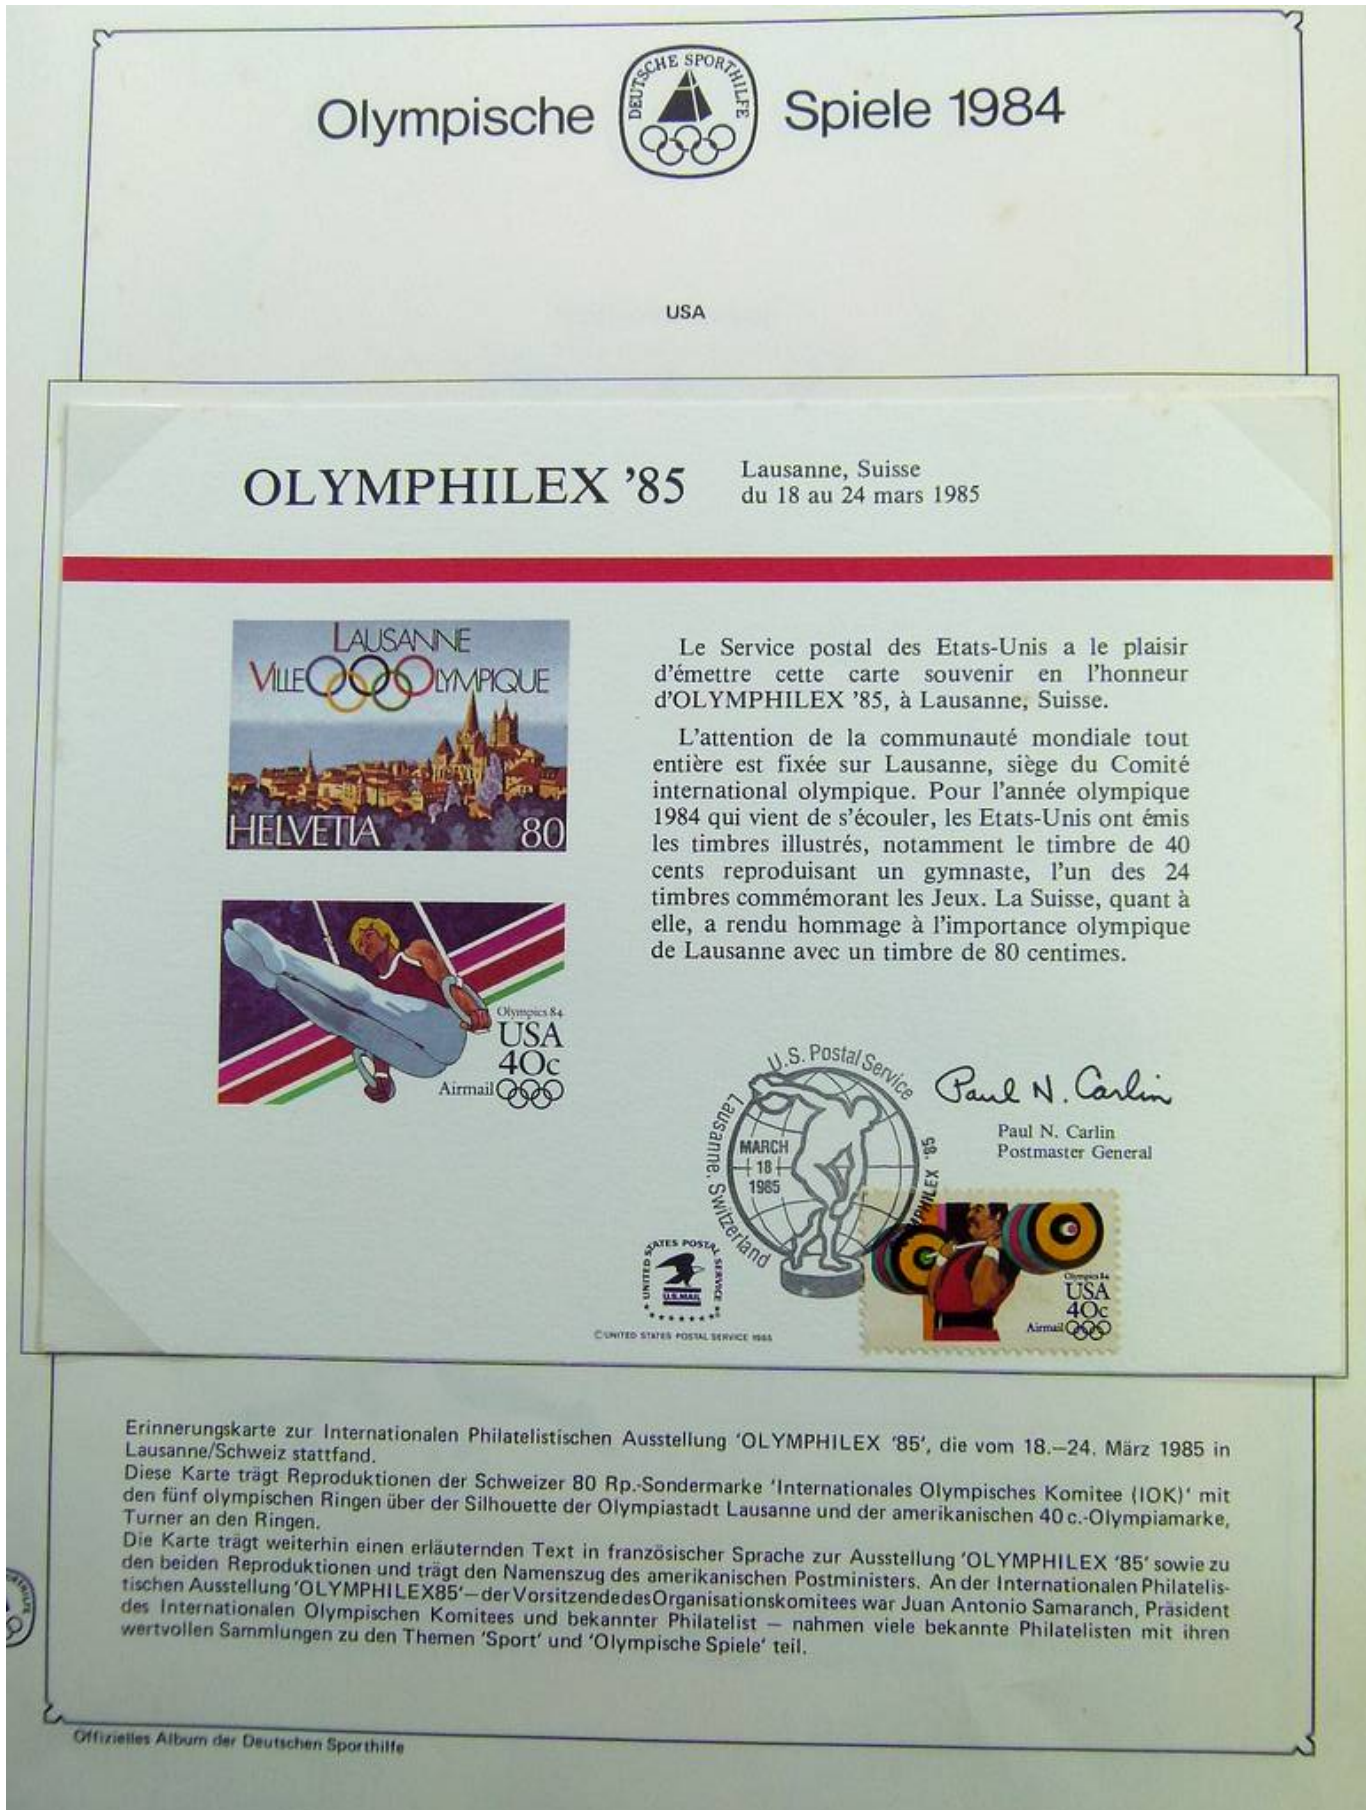 Olympische Spiele 1984
DEUTSCHE SPORTHILFE
USA
OLYMPHILEX '85
Lausanne, Suisse
du 18 au 24 mars 1985
LAUSANNE
VILLE OLYMPIQUE
HELVETIA 80
Le Service postal des Etats-Unis a le plaisir
d'émettre cette carte souvenir en l'honneur
d'OLYMPHILEX '85, à Lausanne, Suisse.
L'attention de la communauté mondiale tout
entière est fixée sur Lausanne, siège du Comité
international olympique. Pour l'année olympique
1984 qui vient de s'écouler, les Etats-Unis ont émis
les timbres illustrés, notamment le timbre de 40
cents reproduisant un gymnaste, l'un des 24
timbres commémorant les Jeux. La Suisse, quant à
elle, a rendu hommage à l'importance olympique
de Lausanne avec un timbre de 80 centimes.
Olympics 84
USA
40c
Airmail
U.S. Postal Service
Lausanne, Switzerland
MPHILEX '85
MARCH
18
1985
Paul N. Carlin
Paul N. Carlin
Postmaster General
UNITED STATES POSTAL SERVICE
U.S. MAIL
©UNITED STATES POSTAL SERVICE 1985
Olympics 84
USA
40c
Airmail
Erinnerungskarte zur Internationalen Philatelistischen Ausstellung 'OLYMPHILEX '85', die vom 18.—24. März 1985 in
Lausanne/Schweiz stattfand.
Diese Karte trägt Reproduktionen der Schweizer 80 Rp.-Sondermarke 'Internationales Olympisches Komitee (IOK)' mit
den fünf olympischen Ringen über der Silhouette der Olympiastadt Lausanne und der amerikanischen 40 c.-Olympiamarke,
Turner an den Ringen.
Die Karte trägt weiterhin einen erläuternden Text in französischer Sprache zur Ausstellung 'OLYMPHILEX '85' sowie zu
den beiden Reproduktionen und trägt den Namenszug des amerikanischen Postministers. An der Internationalen Philatelis-
tischen Ausstellung 'OLYMPHILEX85' — der Vorsitzende des Organisationskomitees war Juan Antonio Samaranch, Präsident
des Internationalen Olympischen Komitees und bekannter Philatelist — nahmen viele bekannte Philatelisten mit ihren
wertvollen Sammlungen zu den Themen 'Sport' und 'Olympische Spiele' teil.
Offizielles Album der Deutschen Sporthilfe